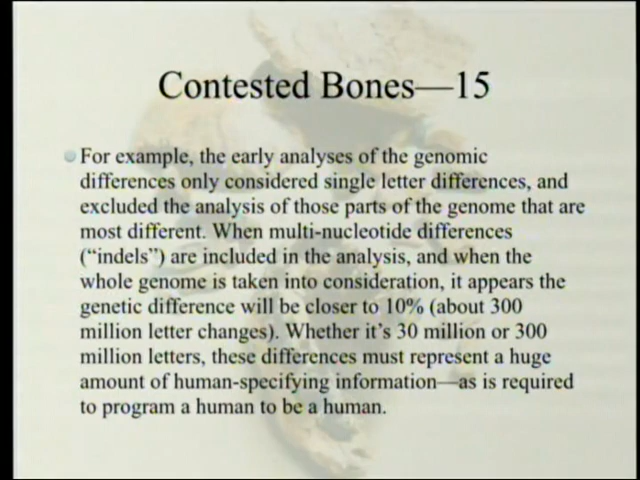 Contested Bones—15
For example, the early analyses of the genomic
differences only considered single letter differences, and
excluded the analysis of those parts of the genome that are
most different. When multi-nucleotide differences
(“indels”) are included in the analysis, and when the
whole genome is taken into consideration, it appears the
genetic difference will be closer to 10% (about 300
million letter changes). Whether it’s 30 million or 300
million letters, these differences must represent a huge
amount of human-specifying information—as is required
to program a human to be a human.